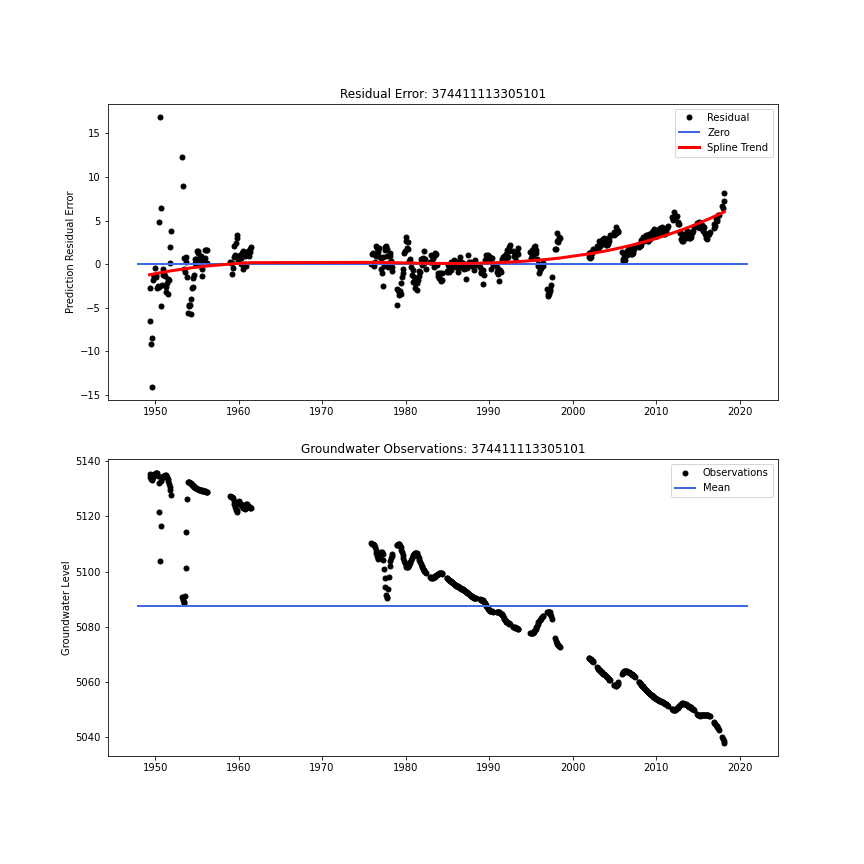 Residual Error: 374411113305101
Residual
Zero
Spline Trend
Prediction Residual Error
15
10
5
0
−5
−10
−15
1950 1960 1970 1980 1990 2000 2010 2020
Groundwater Observations: 374411113305101
Observations
Mean
Groundwater Level
5140
5120
5100
5080
5060
5040
1950 1960 1970 1980 1990 2000 2010 2020